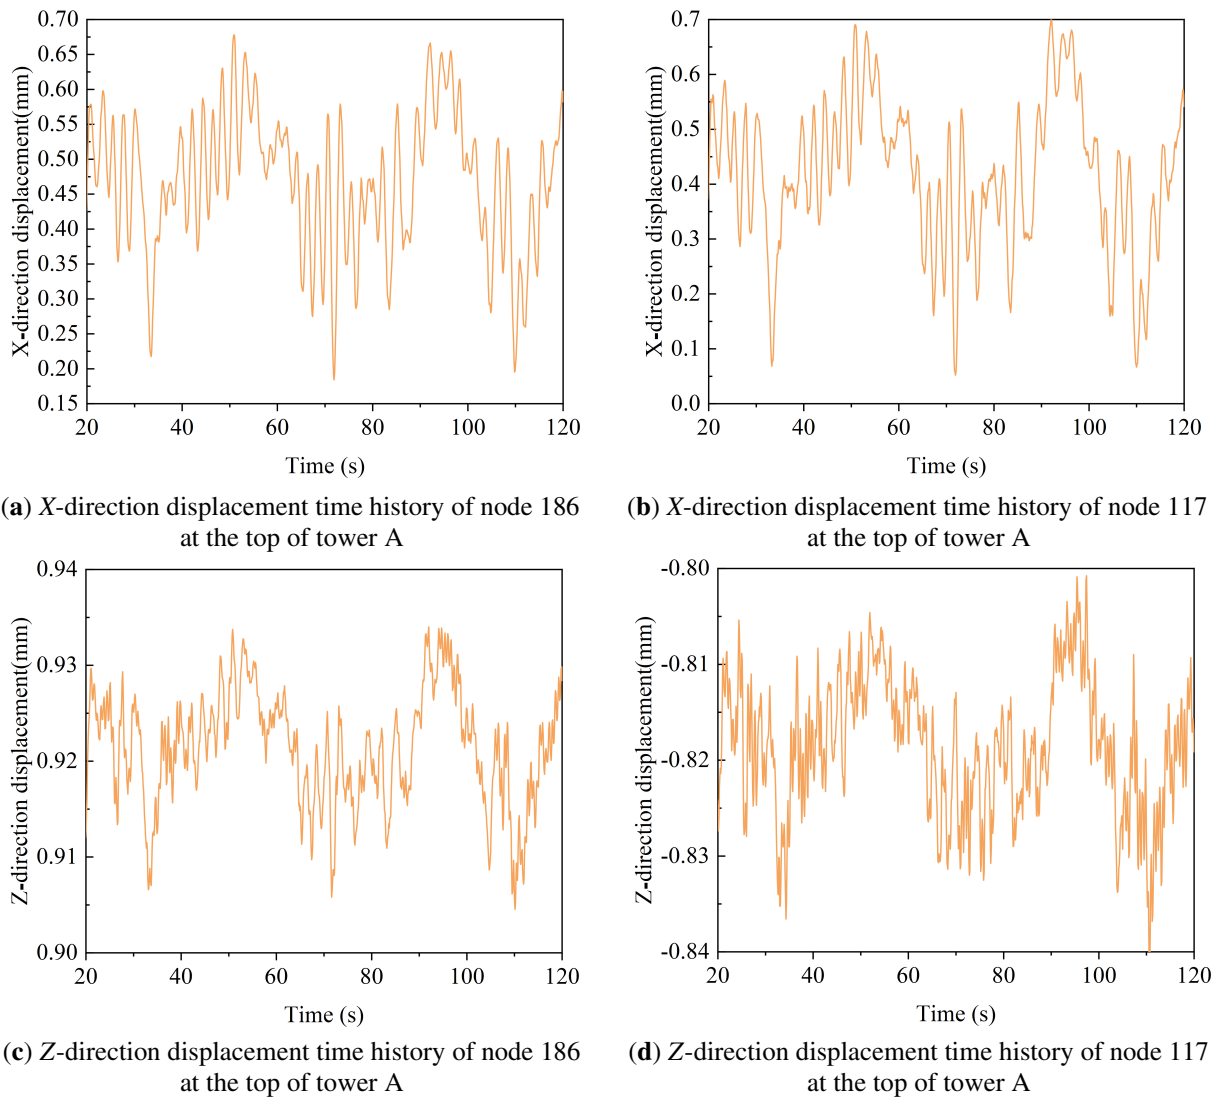 0.70
0.65
0.60
0.55
0.50
0.45
0.40
0.35
0.30
0.25
0.20
0.15
X-direction displacement(mm)
20 40 60 80 100 120
Time (s)
(a) X-direction displacement time history of node 186
at the top of tower A
0.7
0.6
0.5
0.4
0.3
0.2
0.1
0.0
X-direction displacement(mm)
20 40 60 80 100 120
Time (s)
(b) X-direction displacement time history of node 117
at the top of tower A
0.94
0.93
0.92
0.91
0.90
Z-direction displacement(mm)
20 40 60 80 100 120
Time (s)
(c) Z-direction displacement time history of node 186
at the top of tower A
-0.80
-0.81
-0.82
-0.83
-0.84
Z-direction displacement(mm)
20 40 60 80 100 120
Time (s)
(d) Z-direction displacement time history of node 117
at the top of tower A